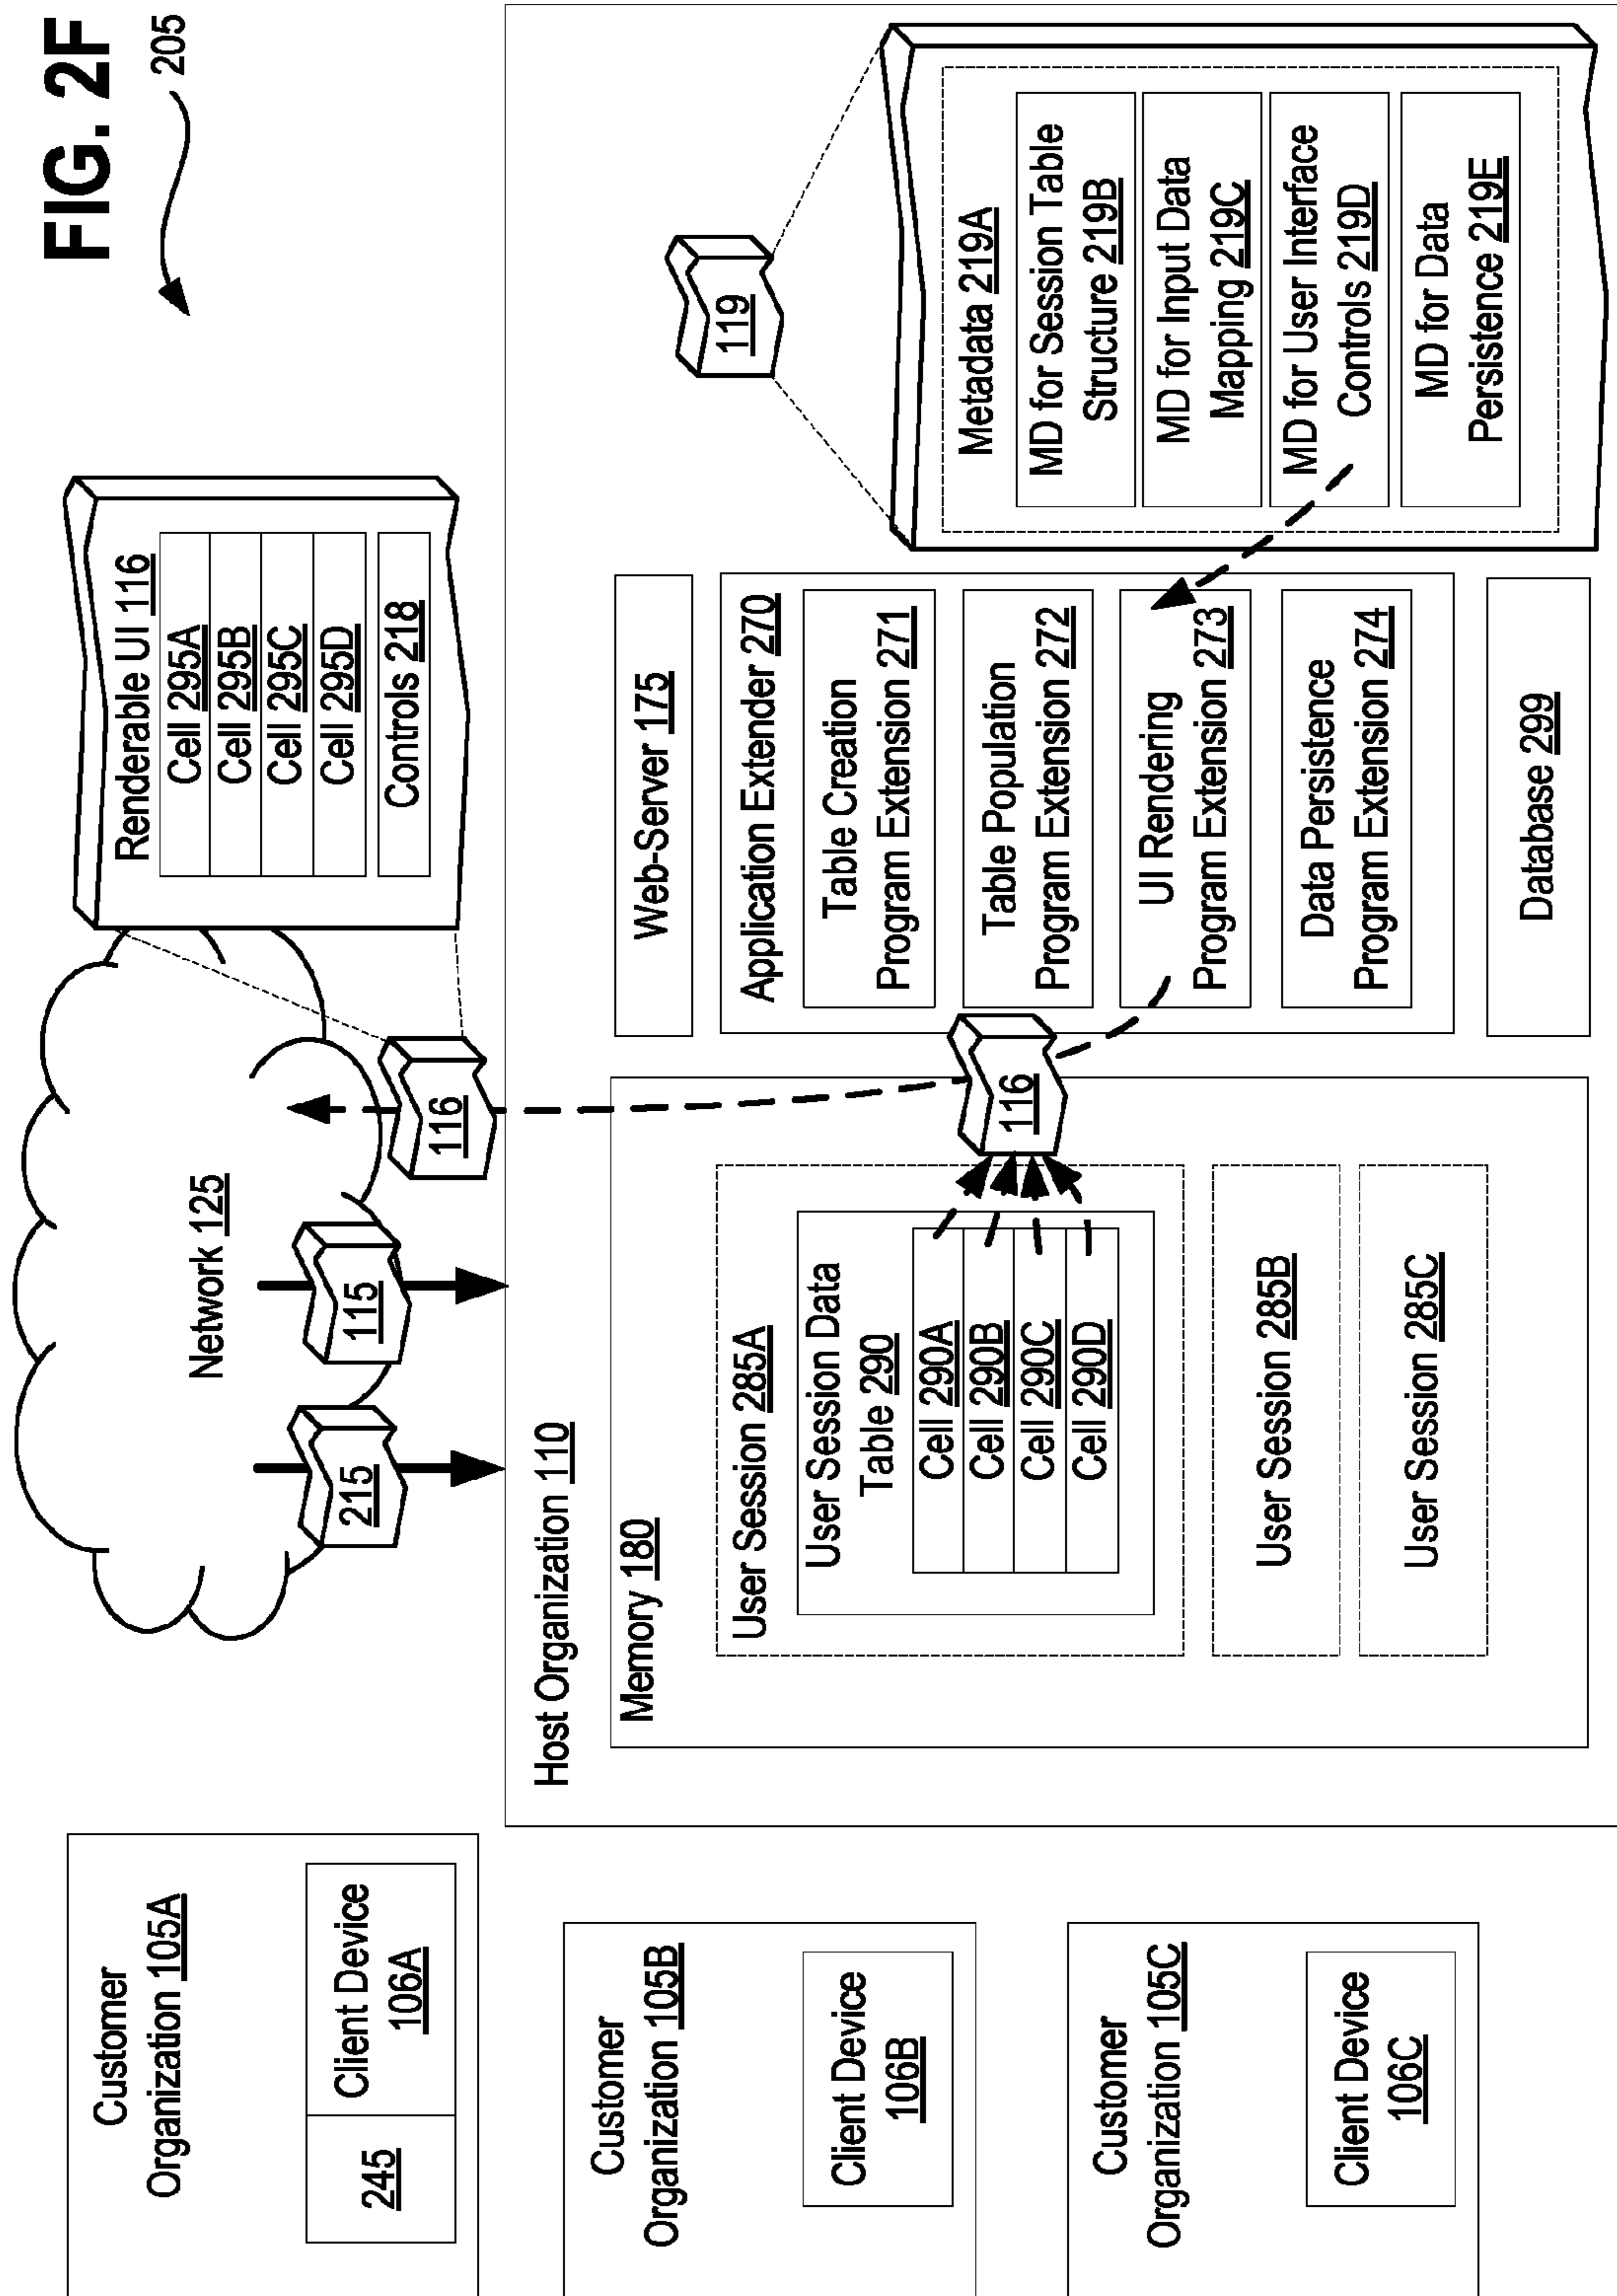 FIG. 2F
205
Customer
Organization 105A
245
Client Device
106A
Customer
Organization 105B
Client Device
106B
Customer
Organization 105C
Client Device
106C
Network 125
215
115
116
Renderable UI 116
Cell 295A
Cell 295B
Cell 295C
Cell 295D
Controls 218
Host Organization 110
Memory 180
User Session 285A
User Session Data
Table 290
Cell 290A
Cell 290B
Cell 290C
Cell 290D
User Session 285B
User Session 285C
116
Web-Server 175
Application Extender 270
Table Creation
Program Extension 271
Table Population
Program Extension 272
UI Rendering
Program Extension 273
Data Persistence
Program Extension 274
Database 299
119
Metadata 219A
MD for Session Table
Structure 219B
MD for Input Data
Mapping 219C
MD for User Interface
Controls 219D
MD for Data
Persistence 219E